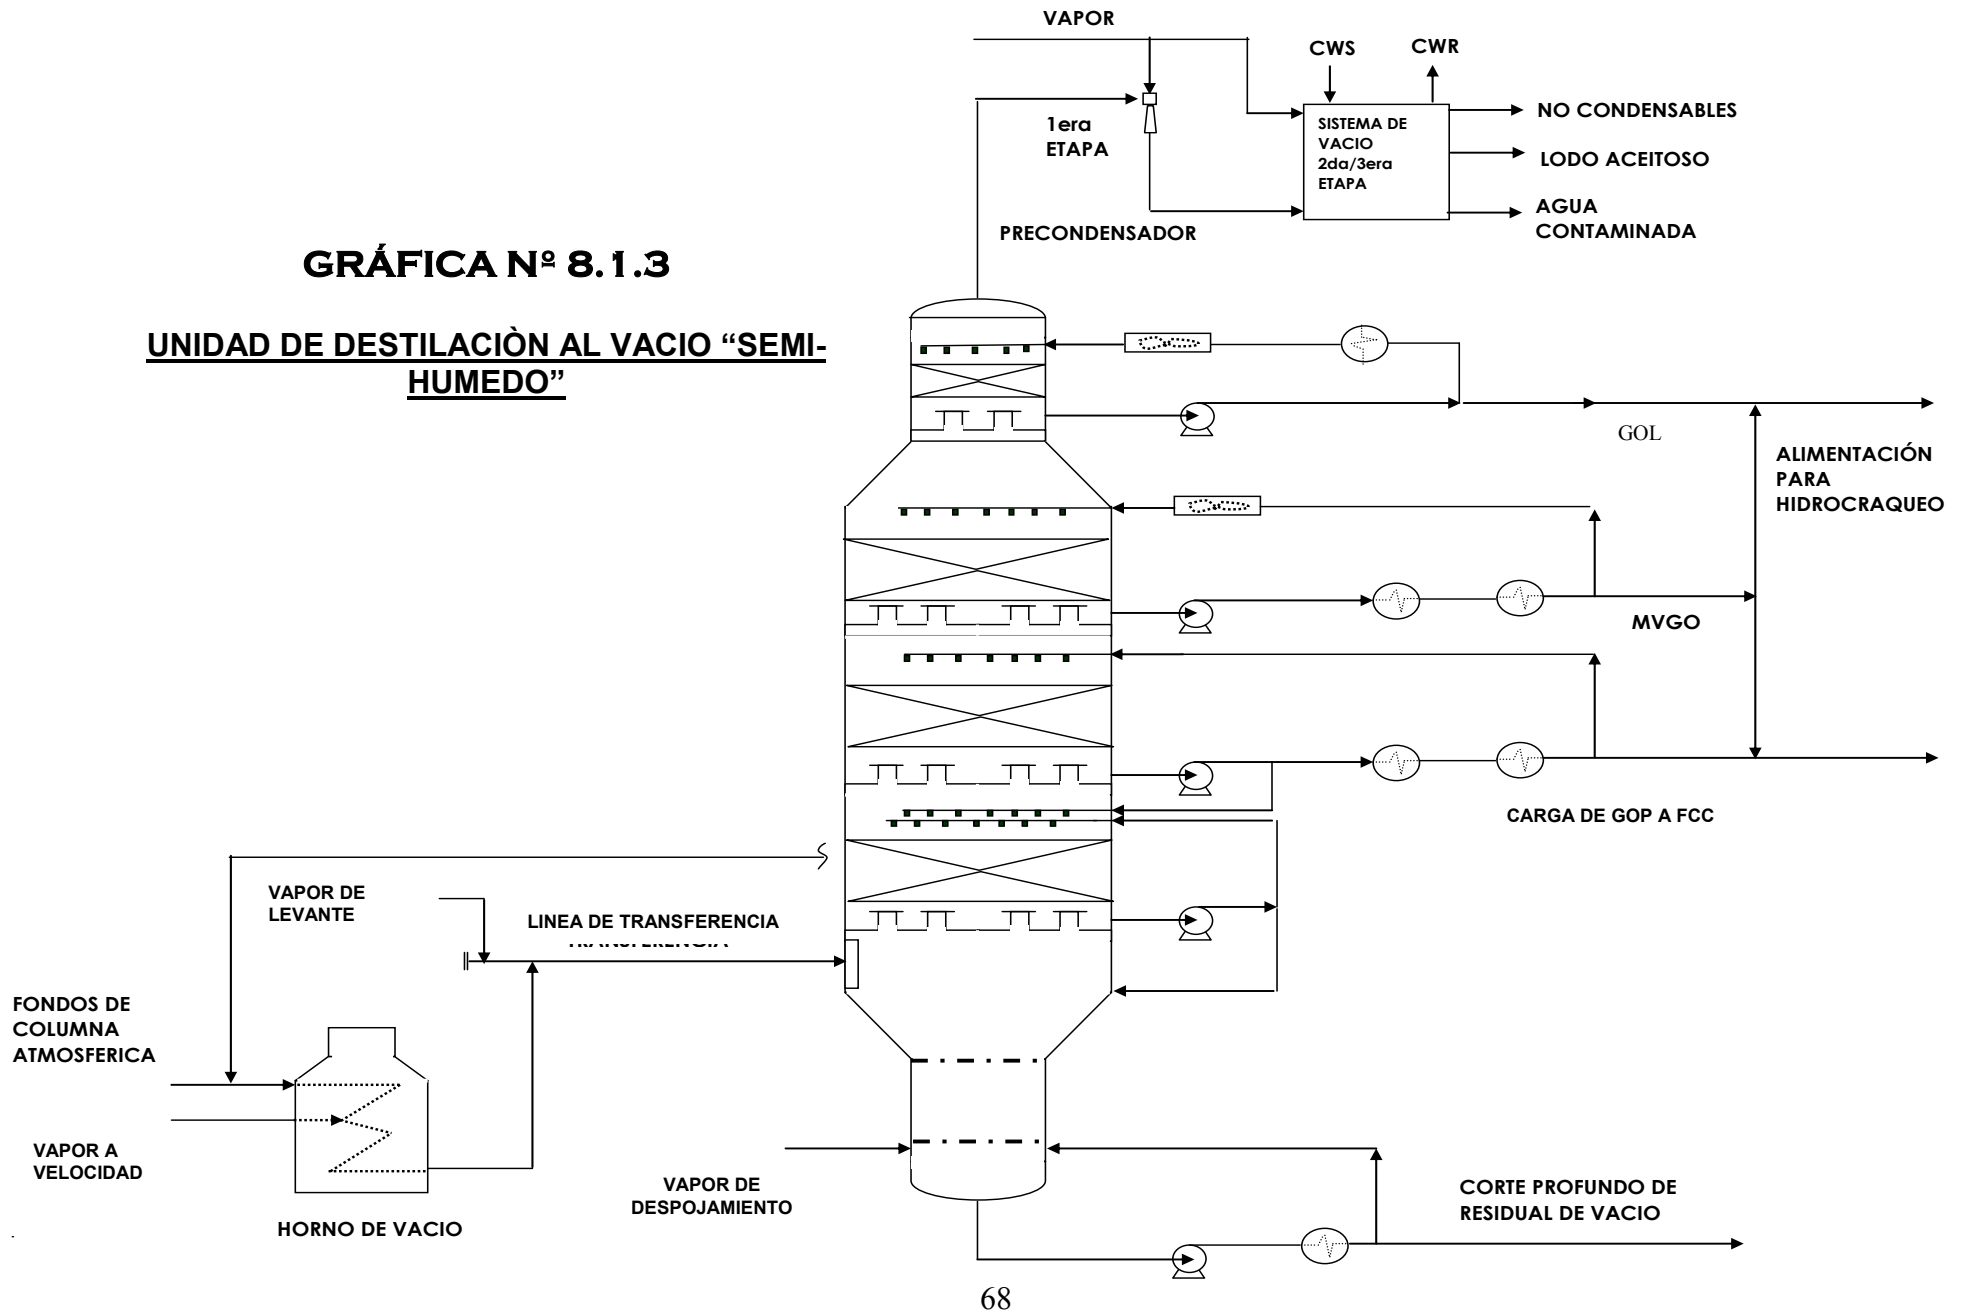 VAPOR
CWS
CWR
NO CONDENSABLES
1era
ETAPA
SISTEMA DE
VACIO
2da/3era
ETAPA
LODO ACEITOSO
AGUA
CONTAMINADA
PRECONDENSADOR
GRÁFICA Nº 8.1.3
UNIDAD DE DESTILACIÒN AL VACIO “SEMI-
HUMEDO”
GOL
ALIMENTACIÓN
PARA
HIDROCRAQUEO
MVGO
CARGA DE GOP A FCC
VAPOR DE
LEVANTE
LINEA DE TRANSFERENCIA
TRANSFERENCIA
FONDOS DE
COLUMNA
ATMOSFERICA
VAPOR A
VELOCIDAD
HORNO DE VACIO
VAPOR DE
DESPOJAMIENTO
CORTE PROFUNDO DE
RESIDUAL DE VACIO
68